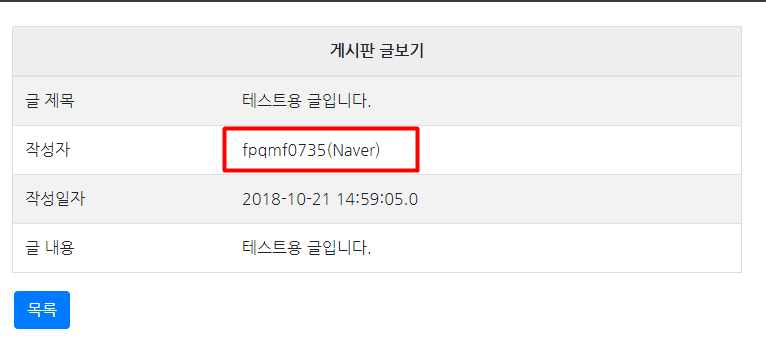 게시판 글보기
글 제목 테스트용 글입니다.
작성자 fpqmf0735(Naver)
작성일자 2018-10-21 14:59:05.0
글 내용 테스트용 글입니다.
목록